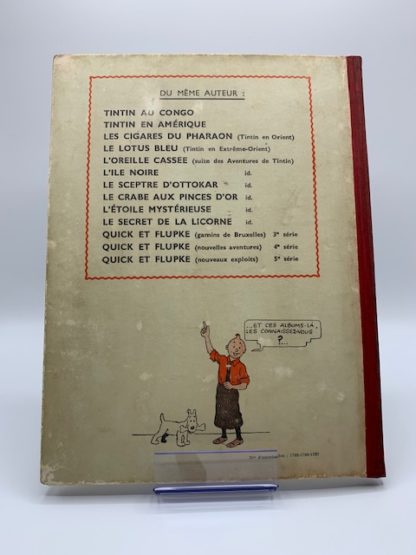 DU MÊME AUTEUR :
TINTIN AU CONGO
TINTIN EN AMÉRIQUE
LES CIGARES DU PHARAON (Tintin en Orient)
LE LOTUS BLEU (Tintin en Extrême-Orient)
L'OREILLE CASSÉE (suite des Aventures de Tintin)
L'ILE NOIRE id.
LE SCEPTRE D'OTTOKAR id.
LE CRABE AUX PINCES D'OR id.
L'ÉTOILE MYSTÉRIEUSE id.
LE SECRET DE LA LICORNE id.
QUICK ET FLUPKE (gamins de Bruxelles) 3e série
QUICK ET FLUPKE (nouvelles aventures) 4e série
QUICK ET FLUPKE (nouveaux exploits) 5e série
...ET CES ALBUMS-LÀ,
LES CONNAISSEZ-VOUS
?...